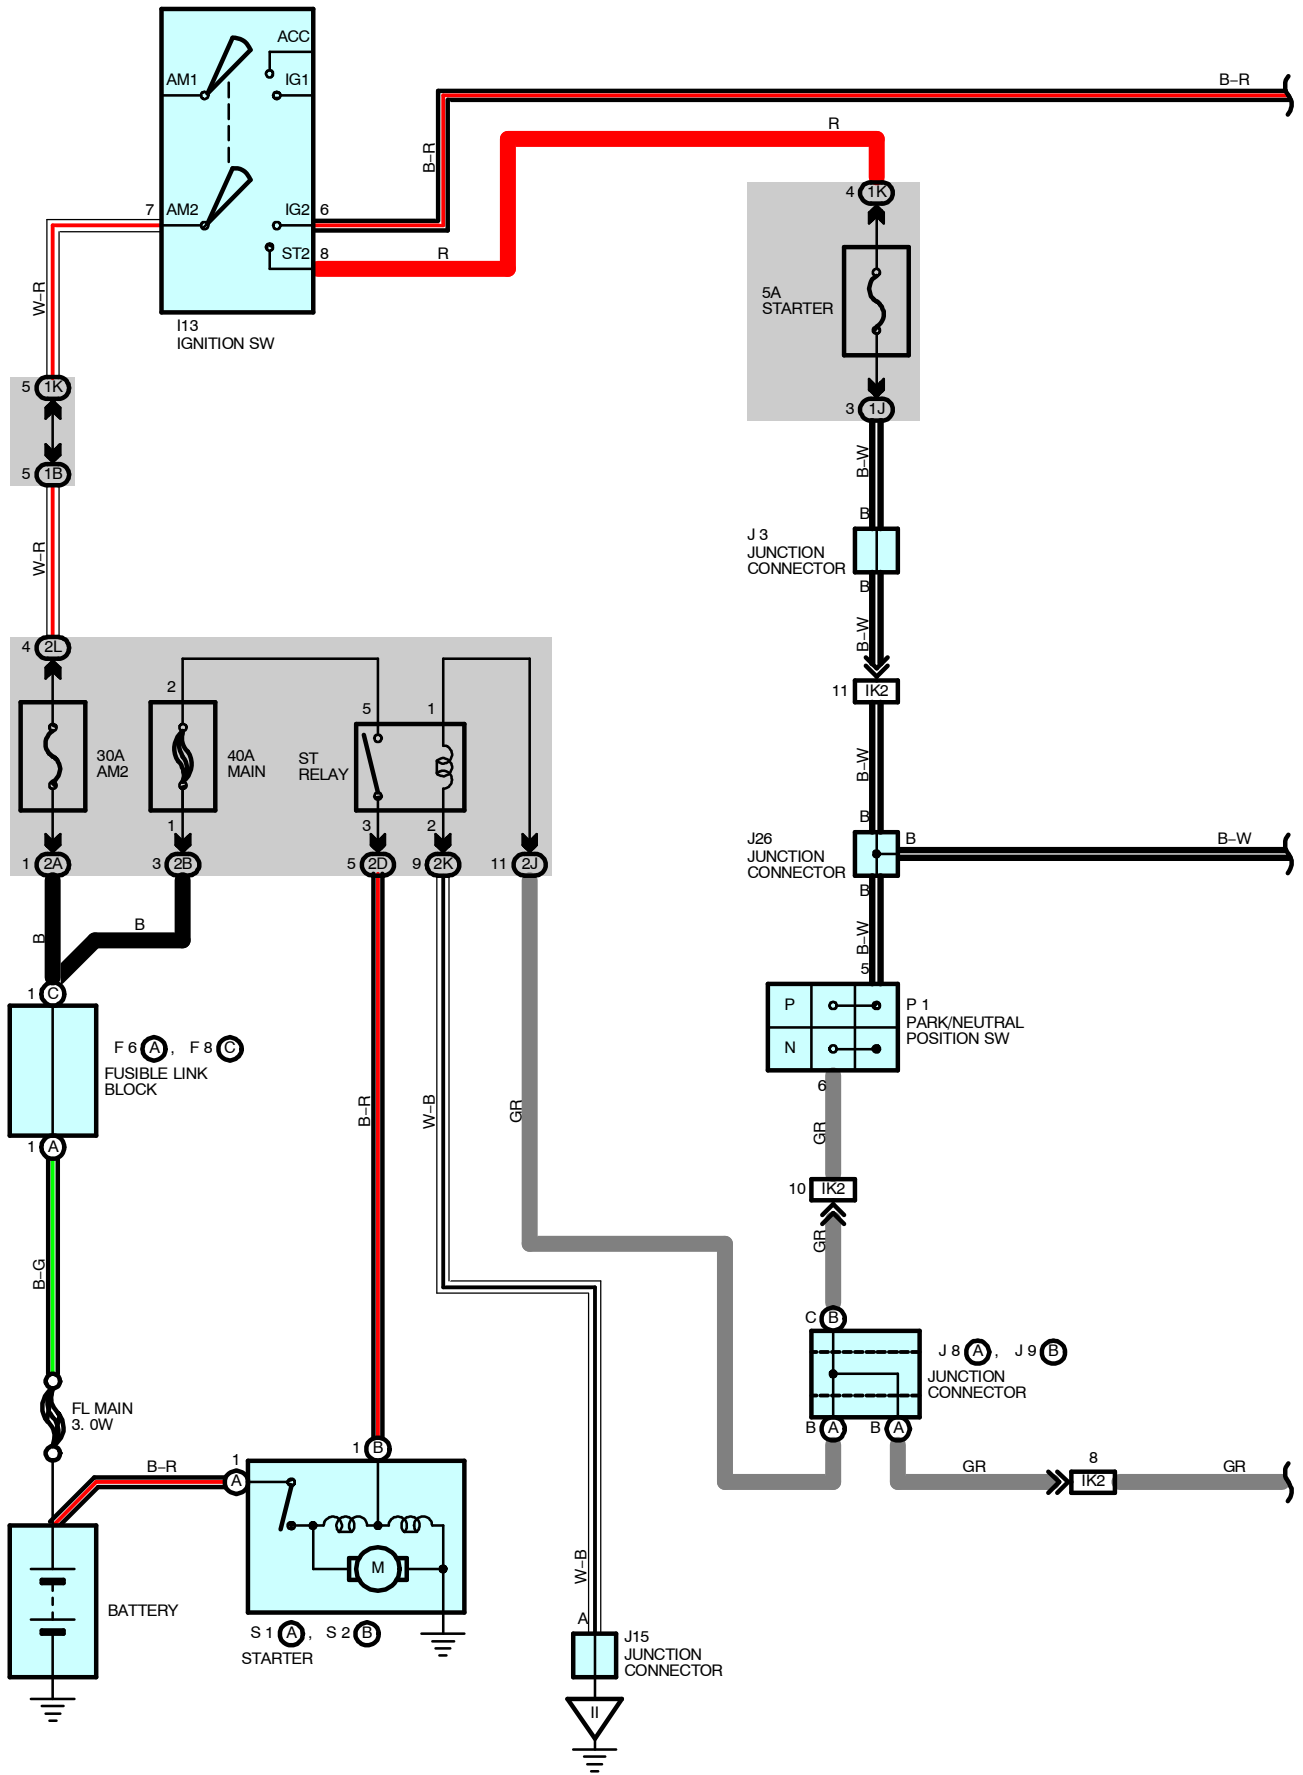 ACC
AM1
IG1
B-R
R
B-R
4 1K
7 AM2
IG2 6
ST2 8
R
W-R
I13
IGNITION SW
5A
STARTER
5 1K
3 1J
5 1B
B-W
B
J 3
JUNCTION
CONNECTOR
W-R
B
B-W
4 2L
11 IK2
2
5
1
30A
AM2
40A
MAIN
ST
RELAY
B-W
1
3
2
B
J26
JUNCTION
CONNECTOR
B
B-W
1 2A
3 2B
5 2D
9 2K
11 2J
B
B
B
B-W
5
1 C
P
N
P 1
PARK/NEUTRAL
POSITION SW
F 6 A , F 8 C
FUSIBLE LINK
BLOCK
6
B-R
W-B
GR
GR
1 A
10 IK2
GR
B-G
C B
J 8 A , J 9 B
JUNCTION
CONNECTOR
FL MAIN
3. 0W
B A
B A
1 B
1
A
B-R
GR
8
IK2
GR
M
W-B
BATTERY
S 1 A , S 2 B
STARTER
A
J15
JUNCTION
CONNECTOR
II